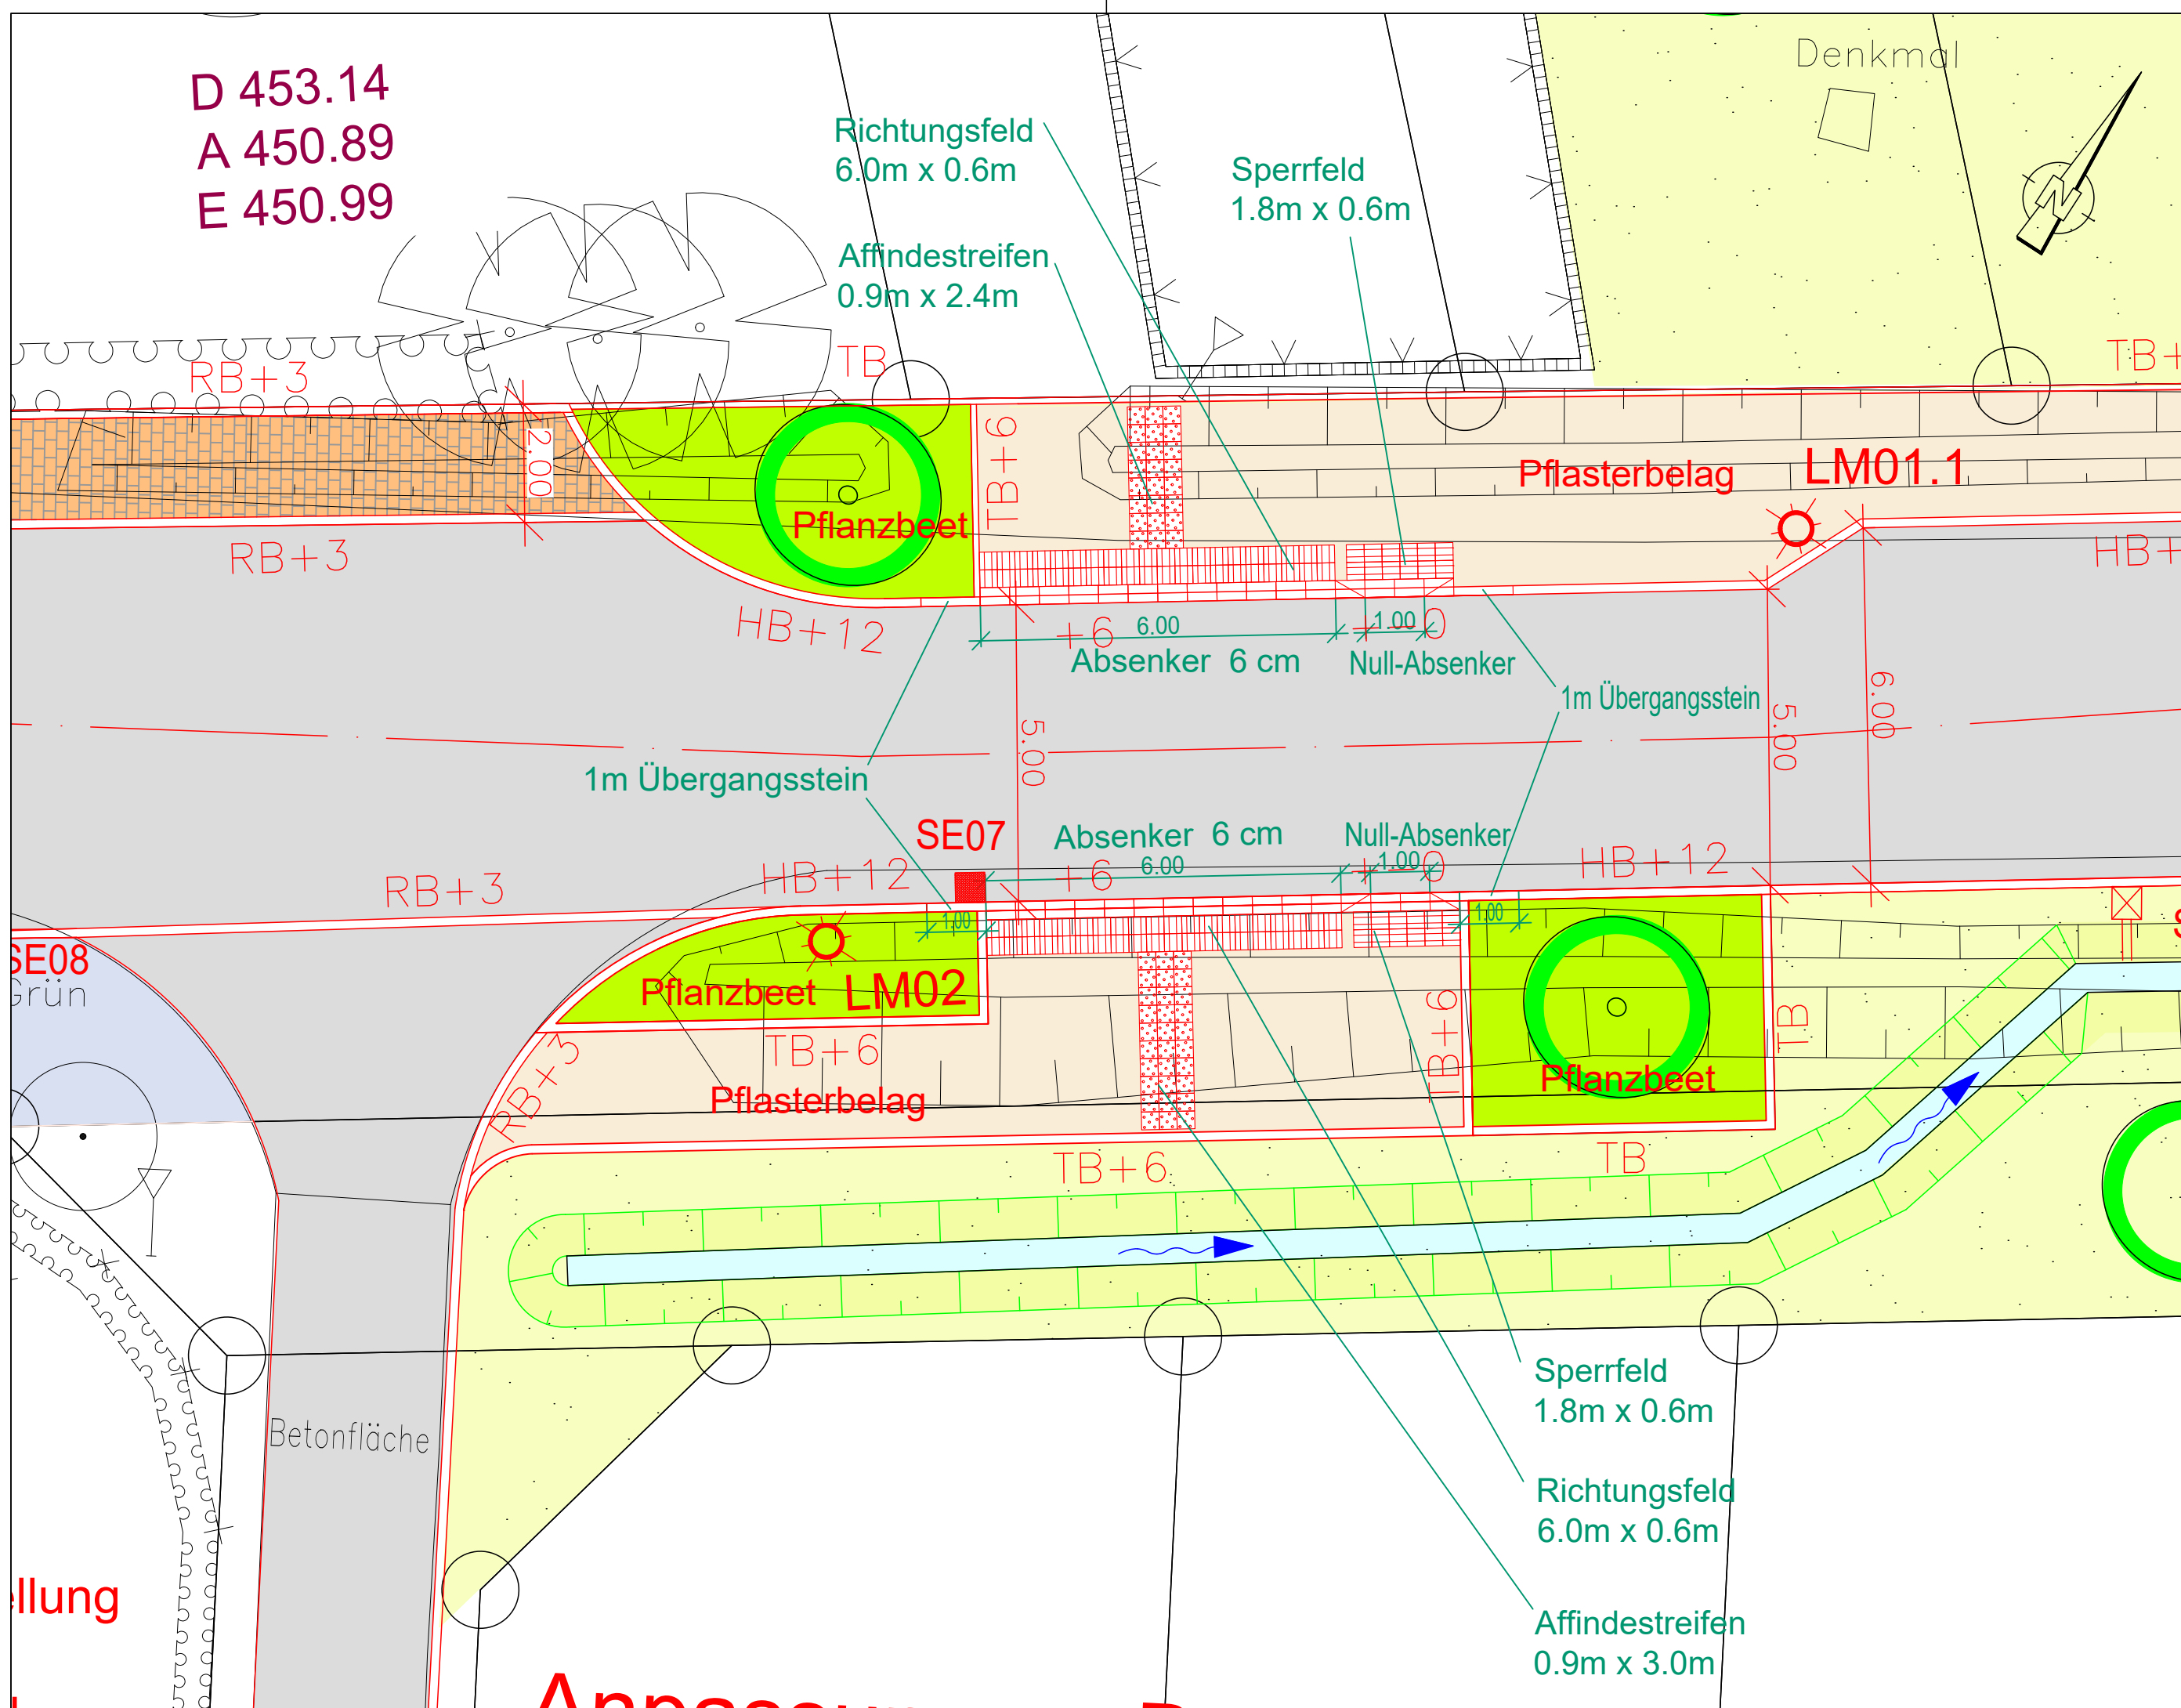 Denkmal
D 453.14
A 450.89
E 450.99
Richtungsfeld
6.0m x 0.6m
Sperrfeld
1.8m x 0.6m
Affindestreifen
0.9m x 2.4m
N
RB+3
TB
2.00
TB+6
Pflasterbelag
LM01.1
Pflanzbeet
RB+3
HB+12
+6
6.00
1.00
Absenker 6 cm
Null-Absenker
1m Übergangsstein
5.00
5.00
6.00
1m Übergangsstein
SE07
Absenker 6 cm
Null-Absenker
RB+3
HB+12
+6
6.00
1.00
HB+12
1.00
1.00
SE08
Grün
Pflanzbeet
LM02
TB+6
TB+6
TB
RB+3
Pflasterbelag
Pflanzbeet
TB+6
TB
Betonfläche
Sperrfeld
1.8m x 0.6m
Richtungsfeld
6.0m x 0.6m
Affindestreifen
0.9m x 3.0m